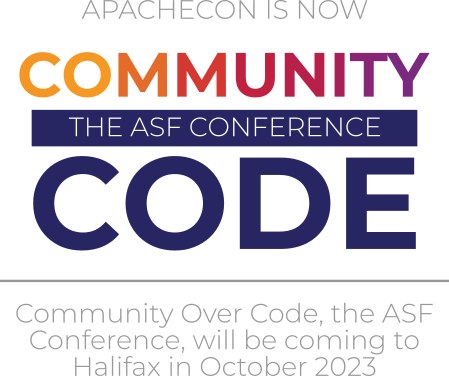 APACHECON IS NOW
COMMUNITY
THE ASF CONFERENCE
CODE
Community Over Code, the ASF
Conference, will be coming to
Halifax in October 2023